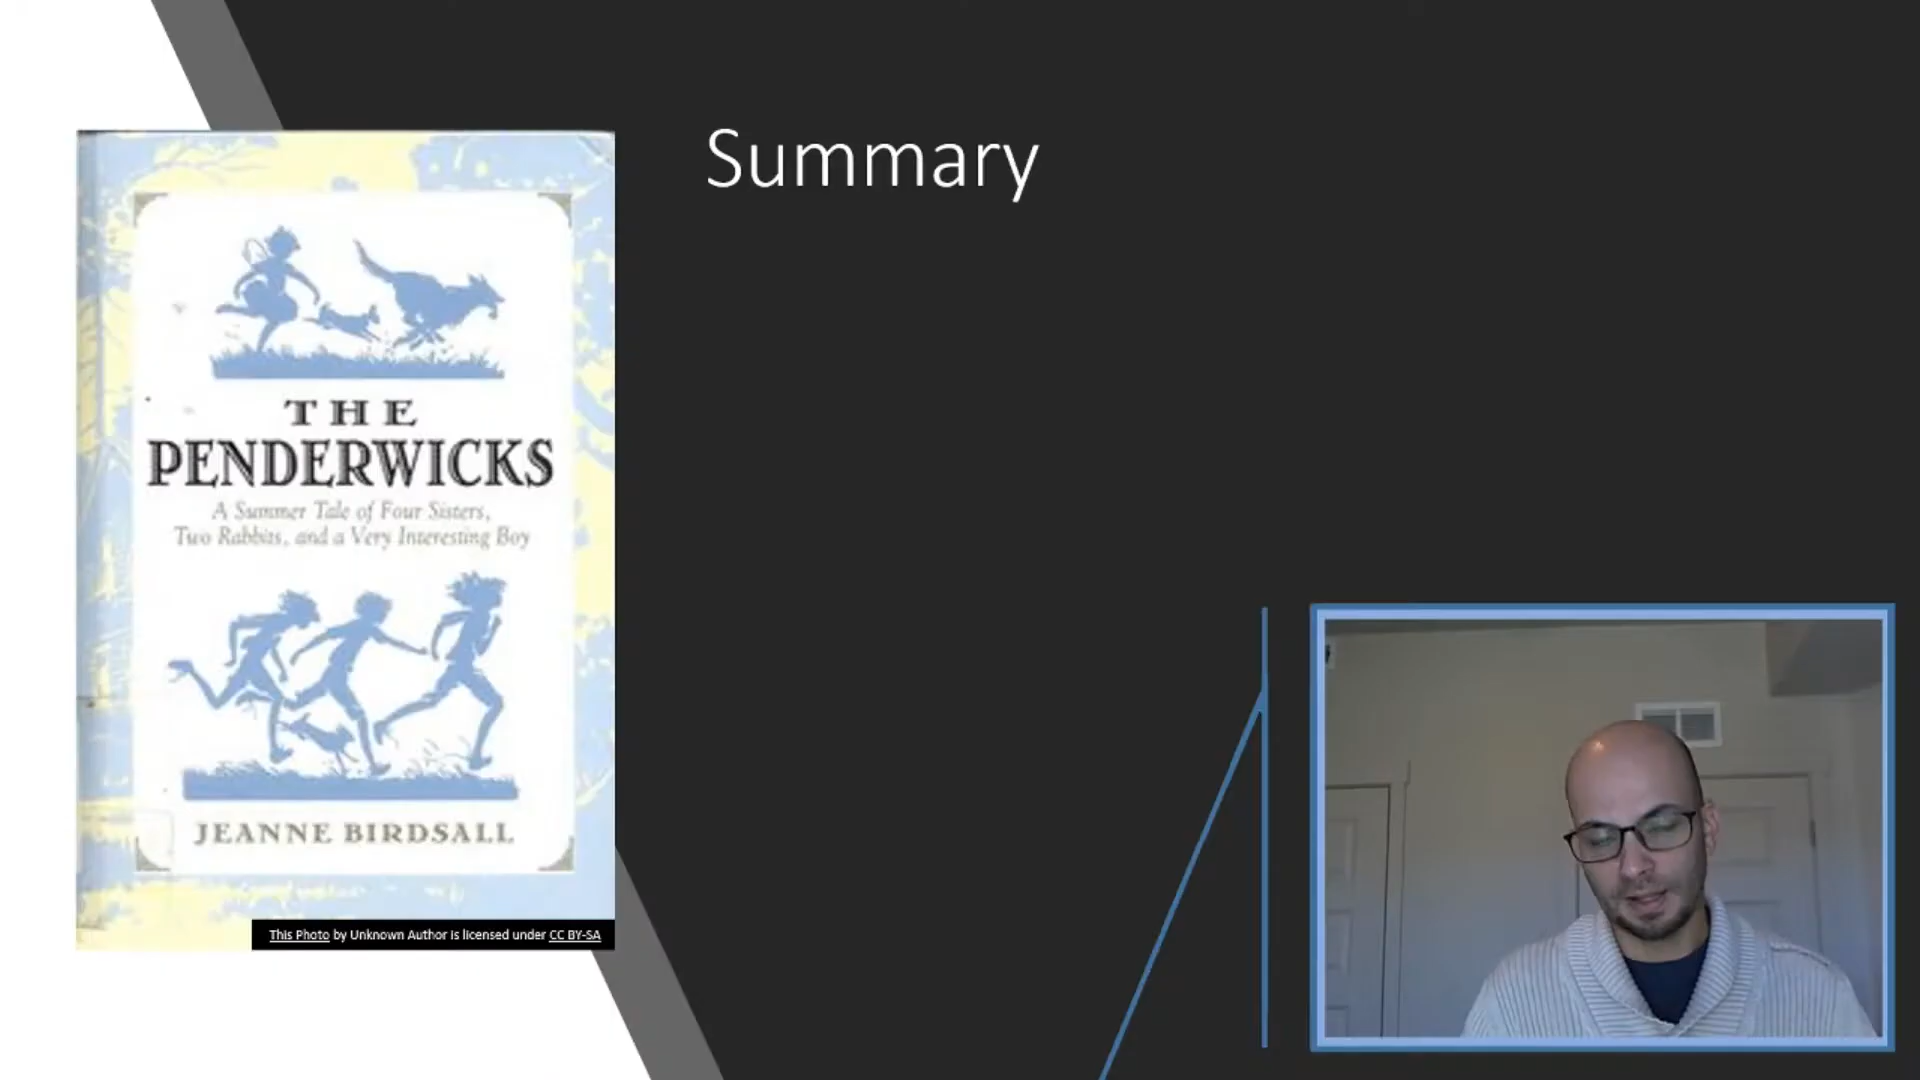 Summary
THE
PENDERWICKS
A Summer Tale of Four Sisters,
Two Rabbits, and a Very Interesting Boy
JEANNE BIRDSALL
This Photo by Unknown Author is licensed under CC BY-SA